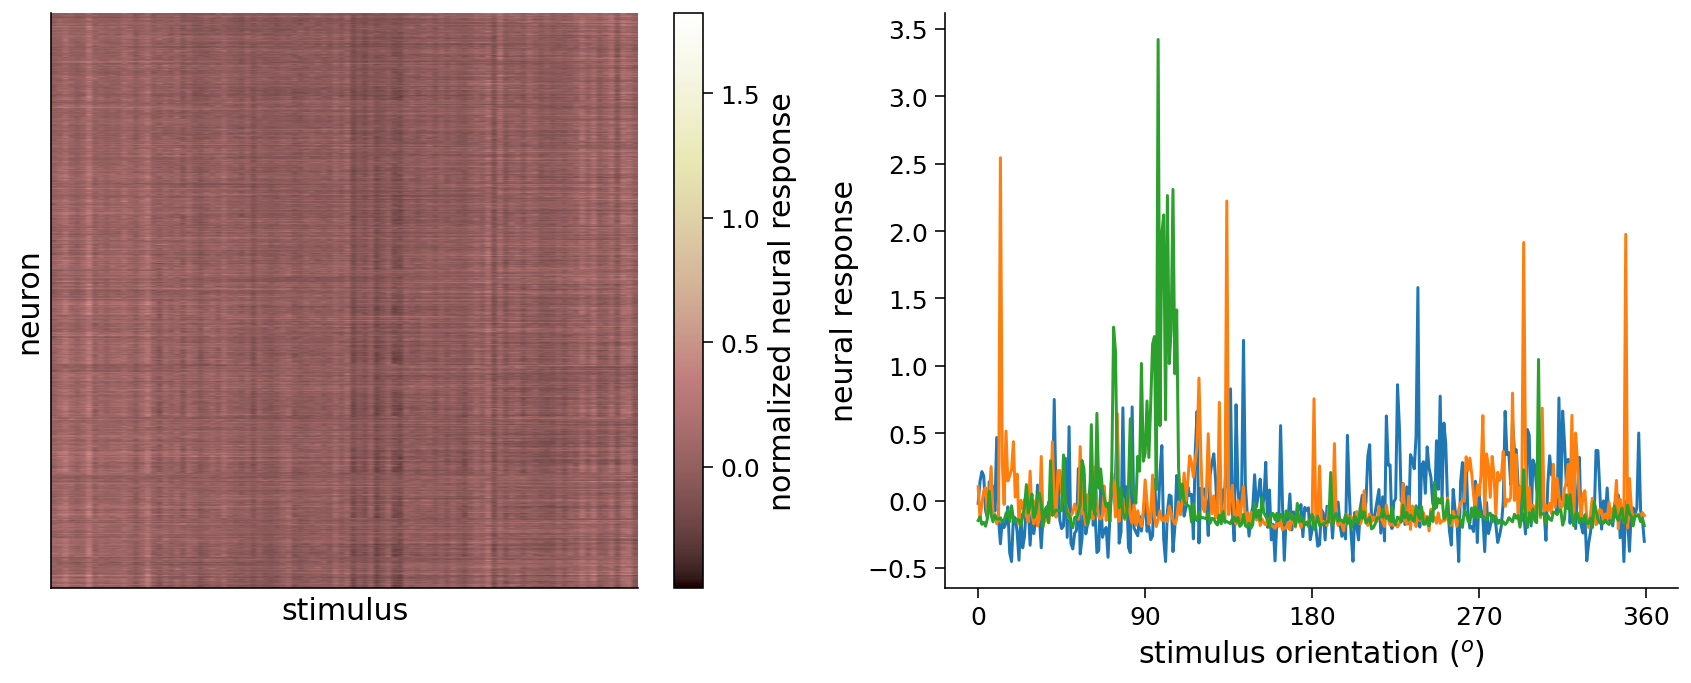 neuron
stimulus
1.5
1.0
0.5
0.0
normalized neural response
neural response
3.5
3.0
2.5
2.0
1.5
1.0
0.5
0.0
−0.5
0 90 180 270 360
stimulus orientation (o)